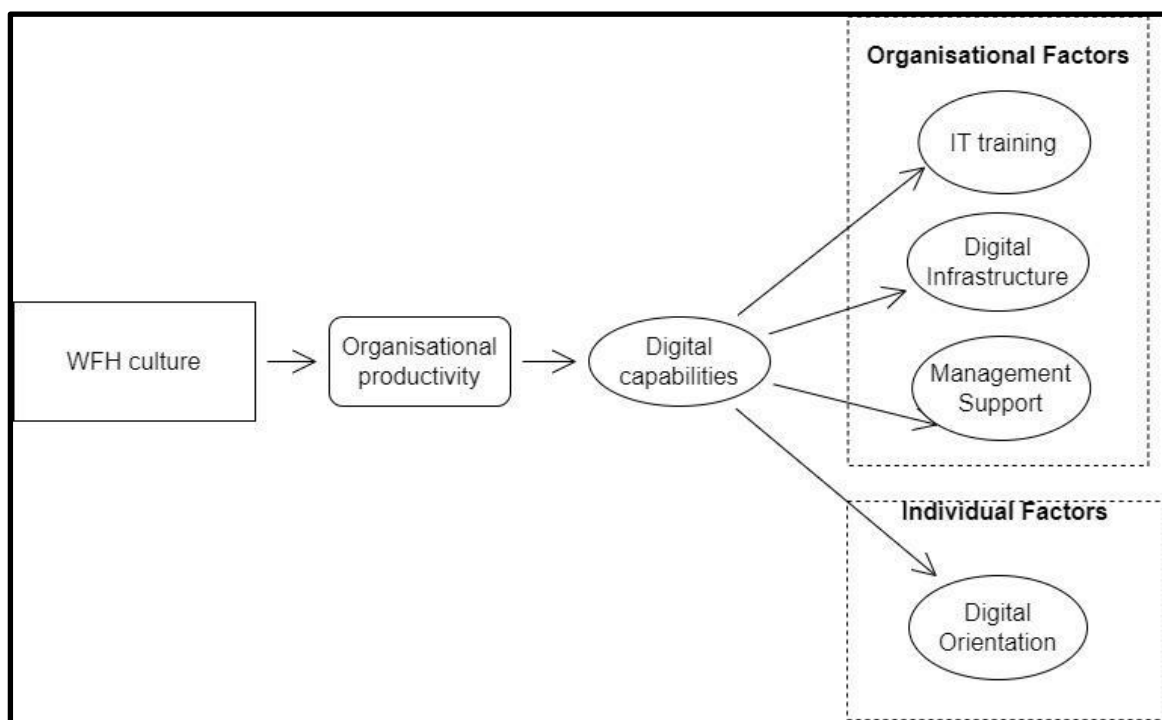 Organisational Factors
IT training
Digital
Infrastructure
WFH culture
Organisational
productivity
Digital
capabilities
Management
Support
Individual Factors
Digital
Orientation